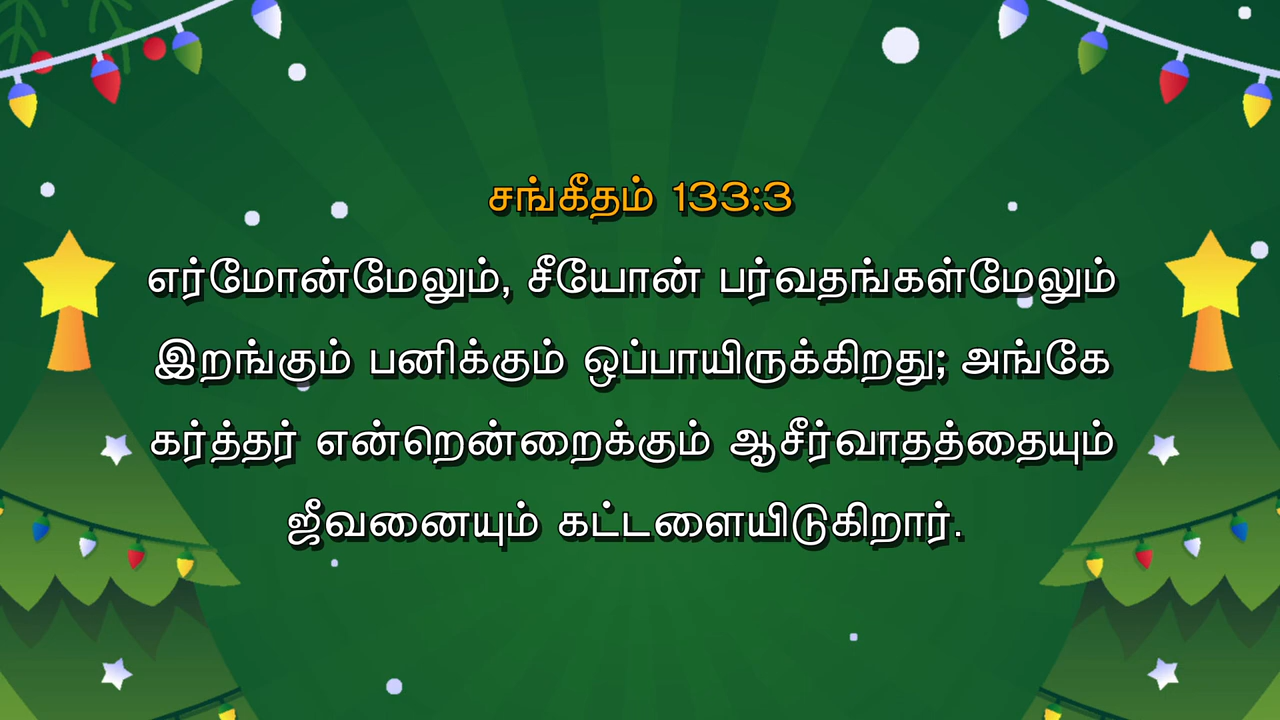 சங்கீதம் 133:3
எர்மோன்மேலும், சீயோன் பர்வதங்கள்மேலும்
இறங்கும் பனிக்கும் ஒப்பாயிருக்கிறது; அங்கே
கர்த்தர் என்றென்றைக்கும் ஆசீர்வாதத்தையும்
ஜீவனையும் கட்டளையிடுகிறார்.